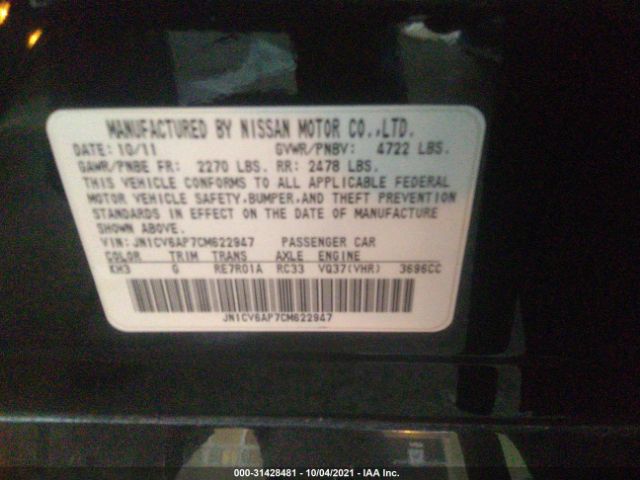 MANUFACTURED BY NISSAN MOTOR CO.,LTD.
DATE: 10/11 GVWR/PNBV: 4722 LBS.
GAWR/PNBE FR: 2270 LBS. RR: 2478 LBS.
THIS VEHICLE CONFORMS TO ALL APPLICABLE FEDERAL
MOTOR VEHICLE SAFETY,BUMPER,AND THEFT PREVENTION
STANDARDS IN EFFECT ON THE DATE OF MANUFACTURE
SHOWN ABOVE.
VIN: JN1CV6AP7CM622947 PASSENGER CAR
COLOR TRIM TRANS AXLE ENGINE
KH3 G RE7R01A RC33 VQ37(VHR) 3696CC
JN1CV6AP7CM622947
000-31428481 - 10/04/2021 - IAA Inc.